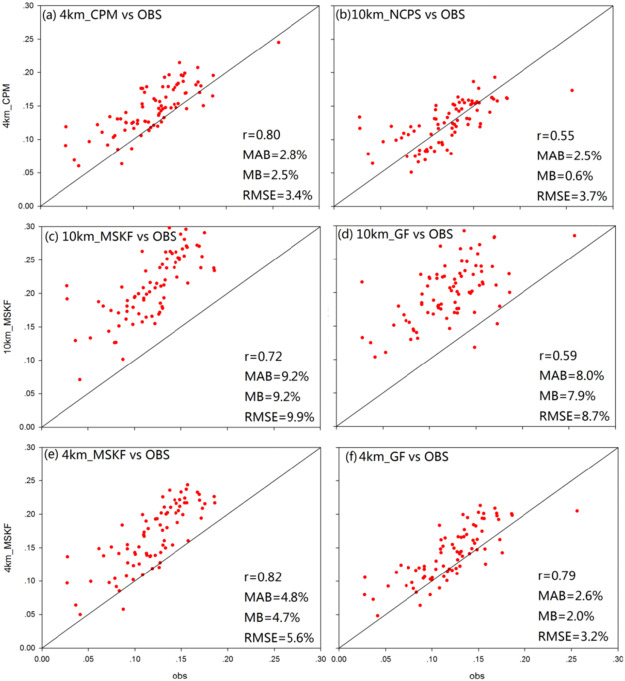 (a) 4km_CPM vs OBS
.30
.25
.20
.15
.10
.05
0.00
4km_CPM
r=0.80
MAB=2.8%
MB=2.5%
RMSE=3.4%
(b)10km_NCPS vs OBS
r=0.55
MAB=2.5%
MB=0.6%
RMSE=3.7%
(c) 10km_MSKF vs OBS
.30
.25
.20
.15
.10
.05
0.00
10km_MSKF
r=0.72
MAB=9.2%
MB=9.2%
RMSE=9.9%
(d) 10km_GF vs OBS
r=0.59
MAB=8.0%
MB=7.9%
RMSE=8.7%
(e) 4km_MSKF vs OBS
.30
.25
.20
.15
.10
.05
0.00
4km_MSKF
r=0.82
MAB=4.8%
MB=4.7%
RMSE=5.6%
0.00 .05 .10 .15 .20 .25 .30
obs
(f) 4km_GF vs OBS
r=0.79
MAB=2.6%
MB=2.0%
RMSE=3.2%
0.00 .05 .10 .15 .20 .25 .30
obs